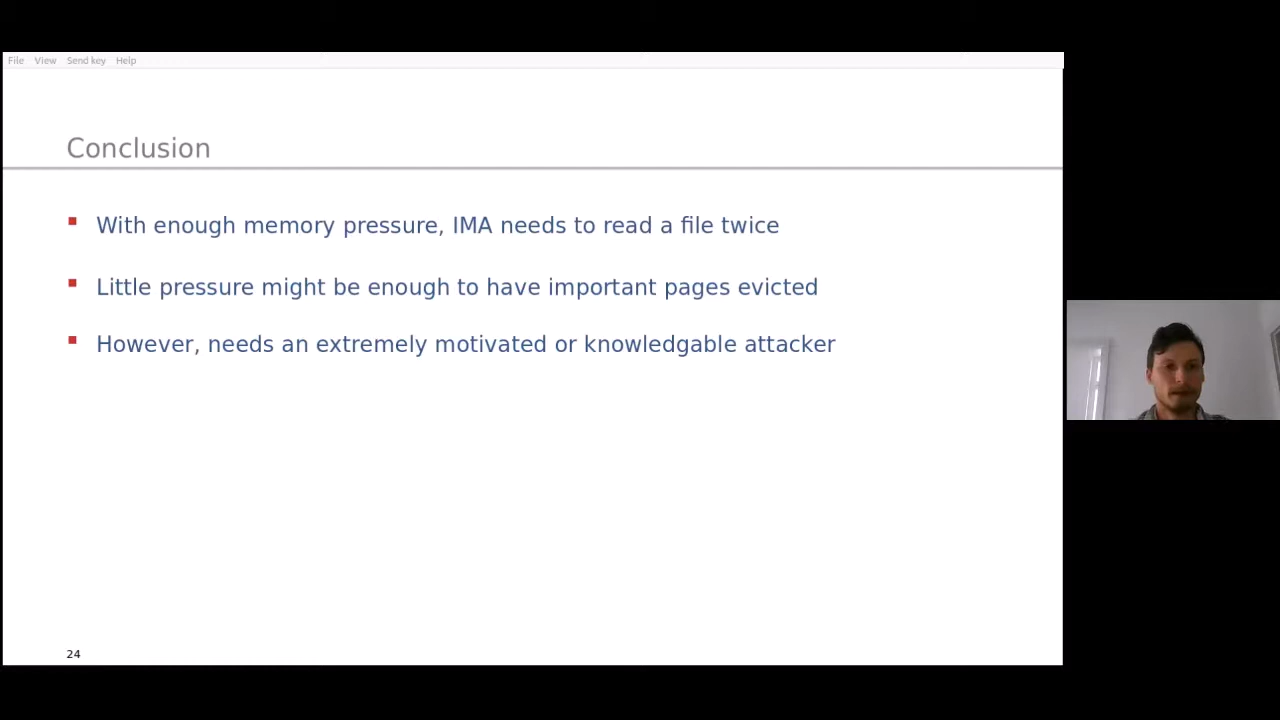 File View Send key Help
Conclusion
With enough memory pressure, IMA needs to read a file twice
Little pressure might be enough to have important pages evicted
However, needs an extremely motivated or knowledgable attacker
24